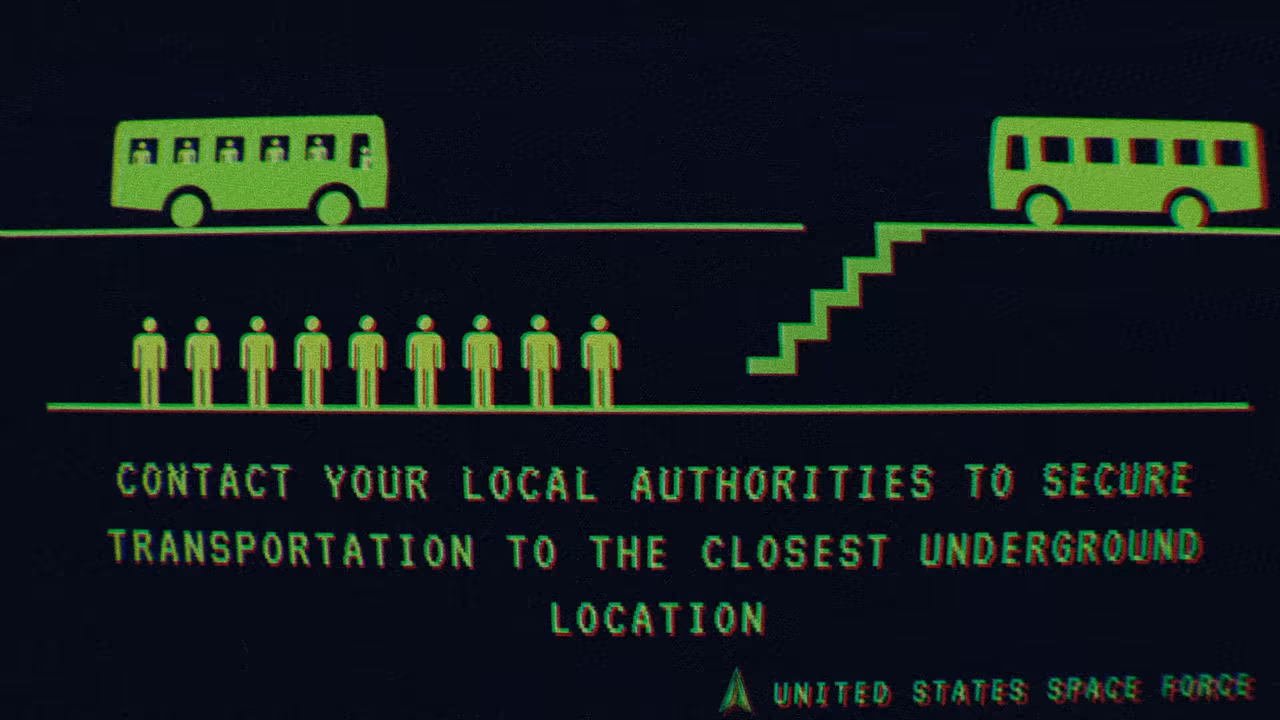 CONTACT YOUR LOCAL AUTHORITIES TO SECURE
TRANSPORTATION TO THE CLOSEST UNDERGROUND
LOCATION
UNITED STATES SPACE FORCE